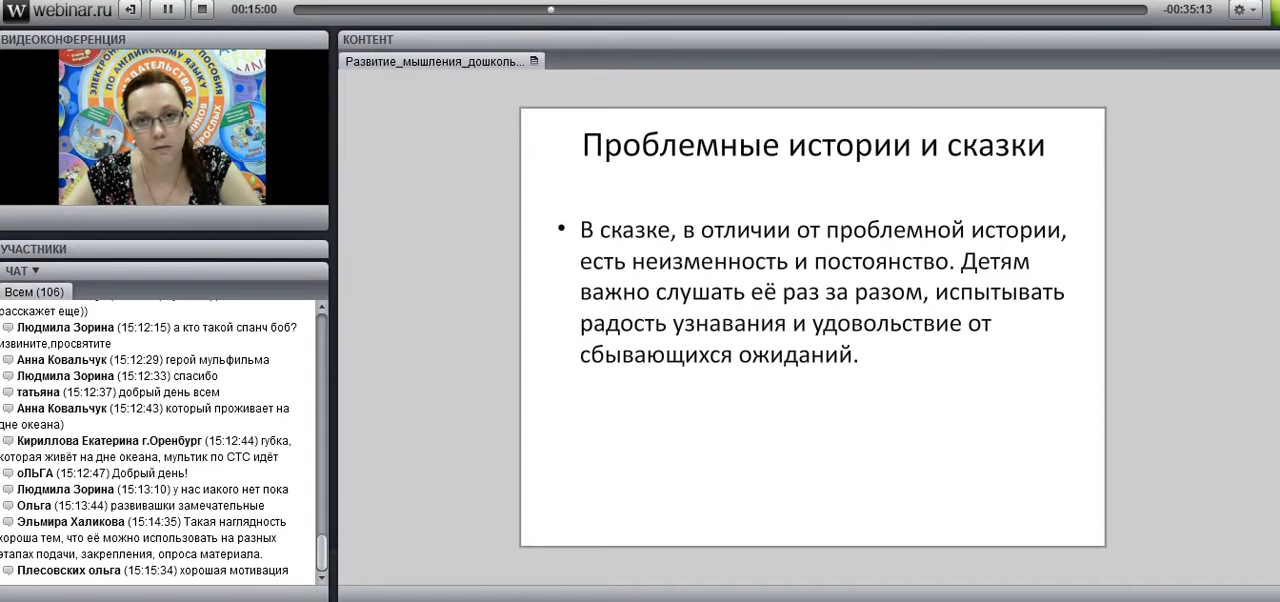 W webinar.ru
00:15:00
-00:35:13
ВИДЕОКОНФЕРЕНЦИЯ
ЭЛЕКТРОННЫЕ ПОСОБИЯ
ПО АНГЛИЙСКОМУ ЯЗЫКУ
ИЗДАТЕЛЬСТВА
УЧАСТНИКИ
ЧАТ ▼
Всем (106)
расскажет еще))
Людмила Зорина (15:12:15) а кто такой спанч боб?
извините,просвятите
Анна Ковальчук (15:12:29) герой мульфильма
Людмила Зорина (15:12:33) спасибо
татьяна (15:12:37) добрый день всем
Анна Ковальчук (15:12:43) который проживает на
дне океана)
Кириллова Екатерина г.Оренбург (15:12:44) губка,
которая живёт на дне океана, мультик по СТС идёт
оЛЬГА (15:12:47) Добрый день!
Людмила Зорина (15:13:10) у нас иакого нет пока
Ольга (15:13:44) развивашки замечательные
Эльмира Халикова (15:14:35) Такая наглядность
хороша тем, что её можно использовать на разных
этапах подачи, закрепления, опроса материала.
Плесовских ольга (15:15:34) хорошая мотивация
КОНТЕНТ
Развитие_мышления_дошколь...
Проблемные истории и сказки
• В сказке, в отличии от проблемной истории,
есть неизменность и постоянство. Детям
важно слушать её раз за разом, испытывать
радость узнавания и удовольствие от
сбывающихся ожиданий.